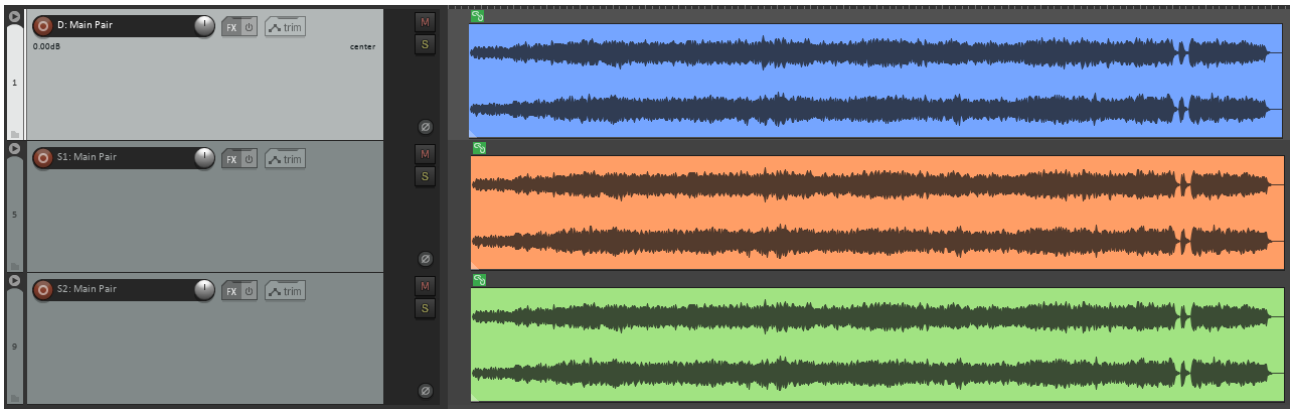 D: Main Pair FX trim M
0.00dB center S
1
S1: Main Pair FX trim M
S
5
S2: Main Pair FX trim M
S
9